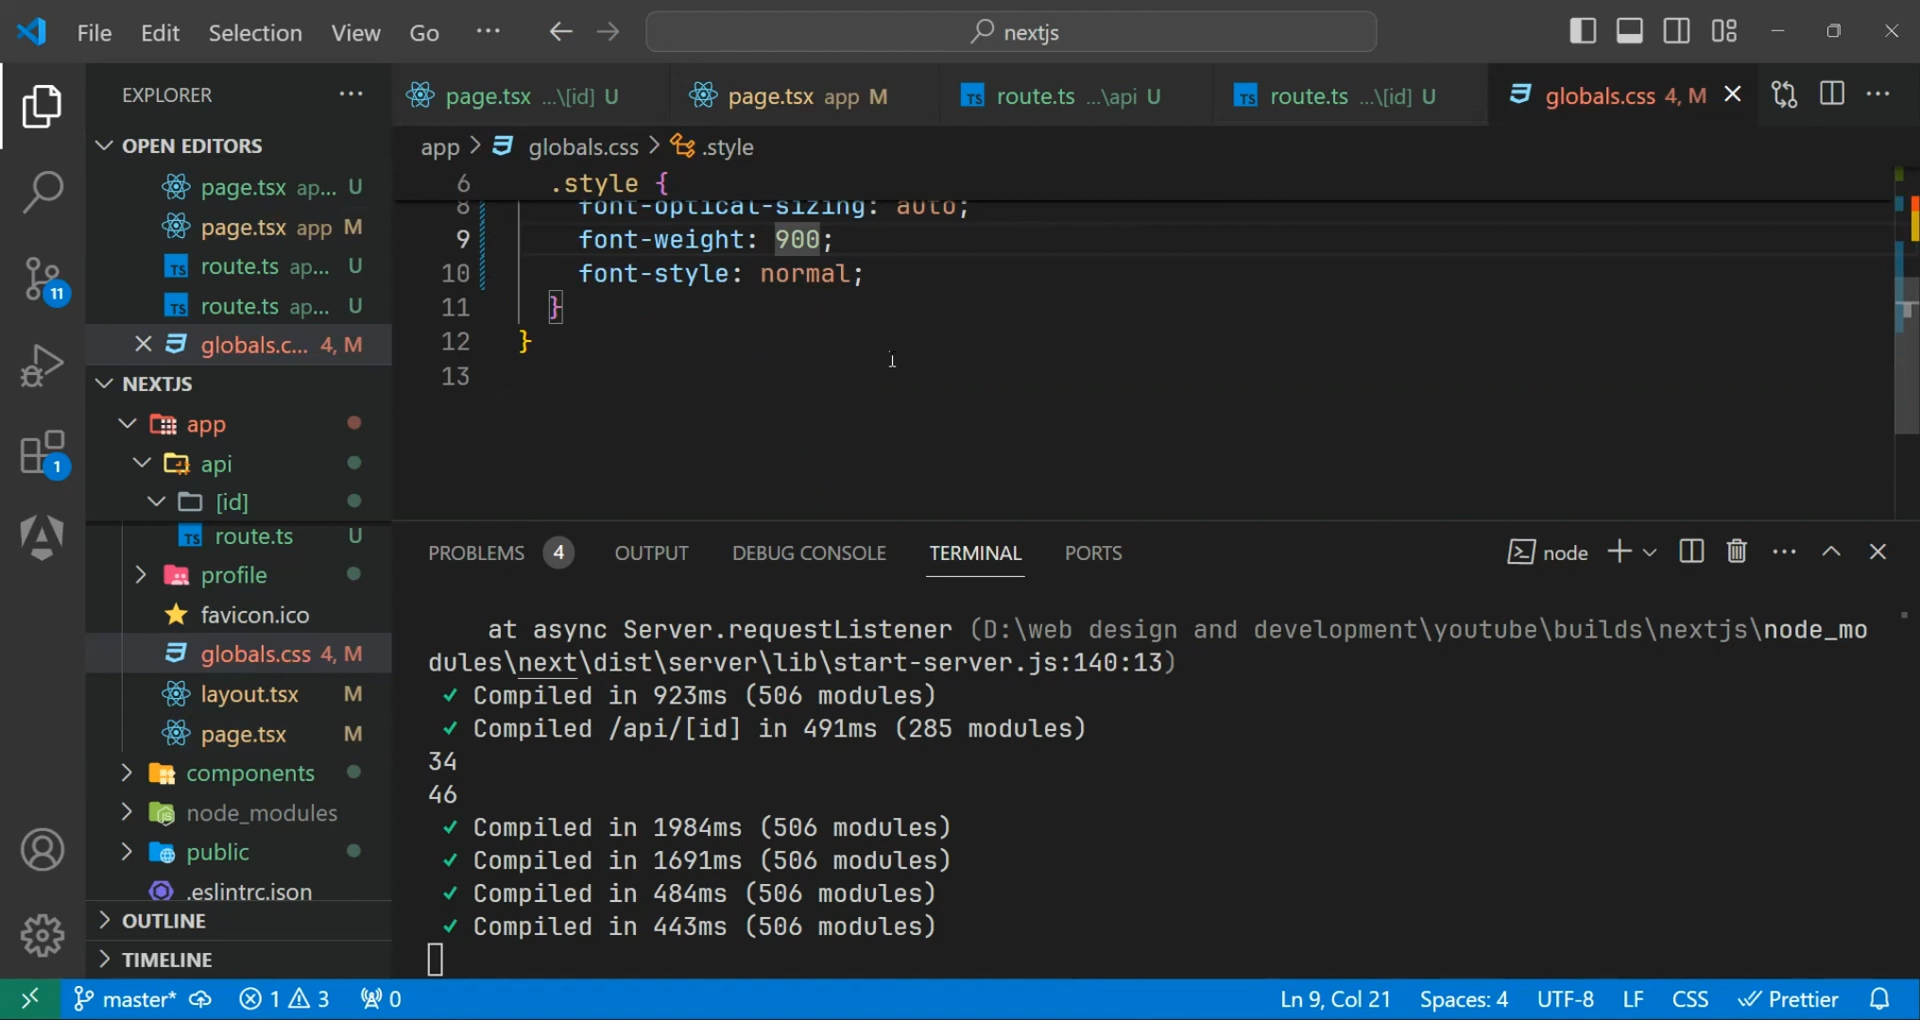 File Edit Selection View Go ··· nextjs
EXPLORER ···
OPEN EDITORS
page.tsx ap... U
page.tsx app M
route.ts ap... U
route.ts ap... U
globals.c... 4, M
NEXTJS
app
api
[id]
route.ts U
profile
favicon.ico
globals.css 4, M
layout.tsx M
page.tsx M
components
node_modules
public
.eslintrc.json
OUTLINE
TIMELINE
11
1
page.tsx ...\[id] U page.tsx app M route.ts ...\api U route.ts ...\[id] U globals.css 4, M
app > globals.css > .style
6 .style {
8 font-optical-sizing: auto;
9 font-weight: 900;
10 font-style: normal;
11 }
12 }
13
PROBLEMS 4 OUTPUT DEBUG CONSOLE TERMINAL PORTS node
at async Server.requestListener (D:\web design and development\youtube\builds\nextjs\node_mo
dules\next\dist\server\lib\start-server.js:140:13)
✓ Compiled in 923ms (506 modules)
✓ Compiled /api/[id] in 491ms (285 modules)
34
46
✓ Compiled in 1984ms (506 modules)
✓ Compiled in 1691ms (506 modules)
✓ Compiled in 484ms (506 modules)
✓ Compiled in 443ms (506 modules)
master* 1 3 0 Ln 9, Col 21 Spaces: 4 UTF-8 LF CSS Prettier